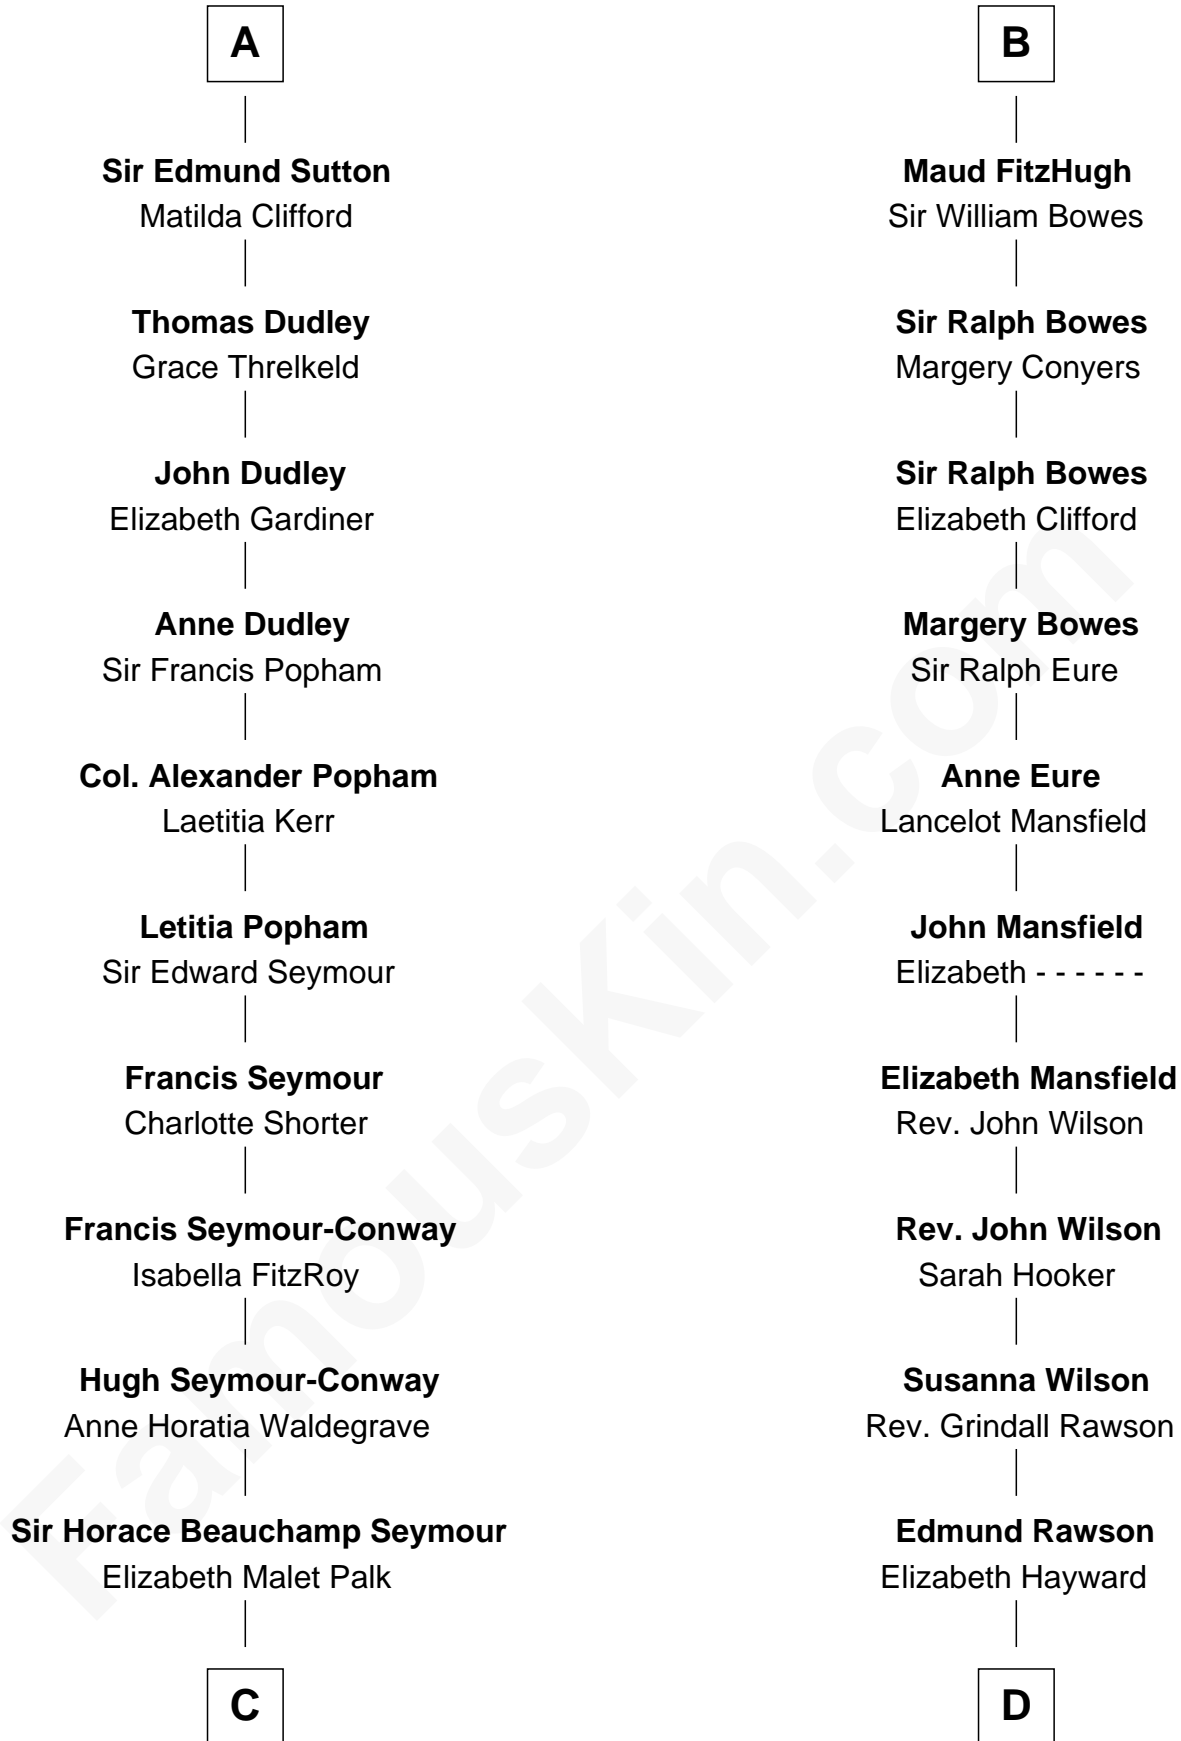 A
Sir Edmund Sutton
Matilda Clifford
Thomas Dudley
Grace Threlkeld
John Dudley
Elizabeth Gardiner
Anne Dudley
Sir Francis Popham
Col. Alexander Popham
Laetitia Kerr
Letitia Popham
Sir Edward Seymour
Francis Seymour
Charlotte Shorter
Francis Seymour-Conway
Isabella FitzRoy
Hugh Seymour-Conway
Anne Horatia Waldegrave
Sir Horace Beauchamp Seymour
Elizabeth Malet Palk
C
B
Maud FitzHugh
Sir William Bowes
Sir Ralph Bowes
Margery Conyers
Sir Ralph Bowes
Elizabeth Clifford
Margery Bowes
Sir Ralph Eure
Anne Eure
Lancelot Mansfield
John Mansfield
Elizabeth - - - - - -
Elizabeth Mansfield
Rev. John Wilson
Rev. John Wilson
Sarah Hooker
Susanna Wilson
Rev. Grindall Rawson
Edmund Rawson
Elizabeth Hayward
D
FamousKin.com